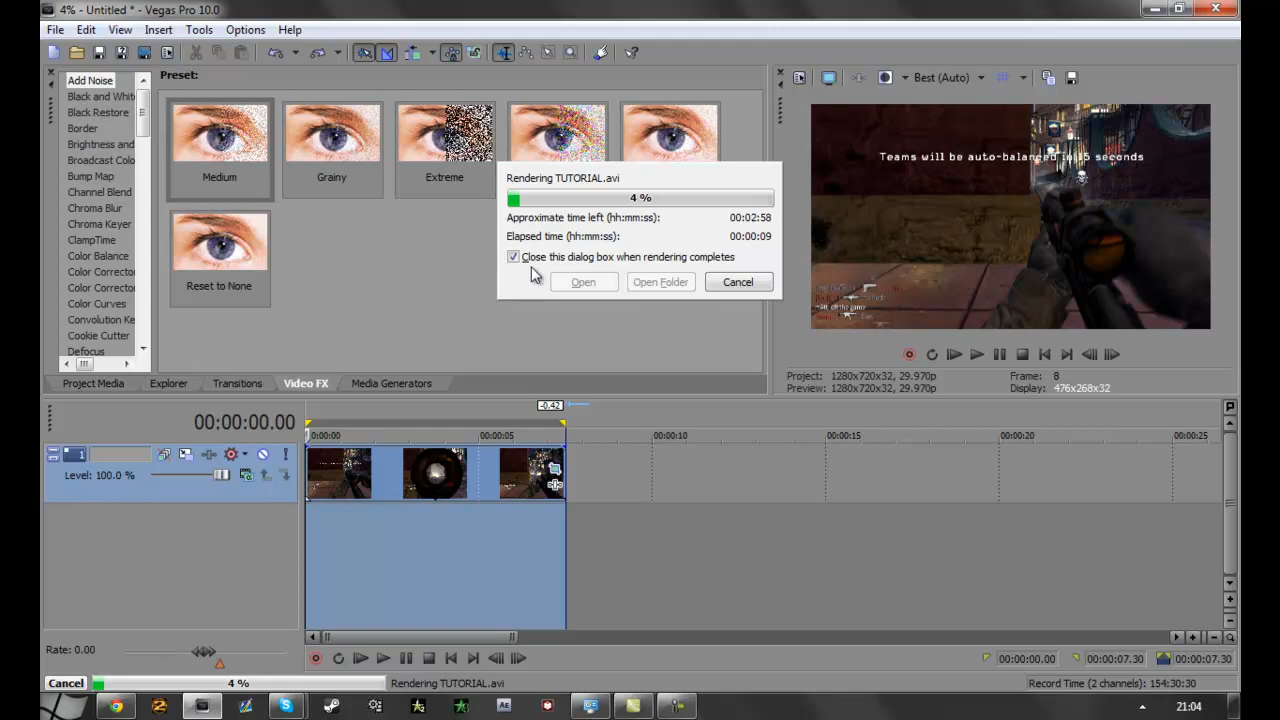 4% - Untitled * - Vegas Pro 10.0
File Edit View Insert Tools Options Help
Add Noise
Black and White
Black Restore
Border
Brightness and
Broadcast Colo
Bump Map
Channel Blend
Chroma Blur
Chroma Keyer
ClampTime
Color Balance
Color Corrector
Color Corrector
Color Curves
Convolution Ke
Cookie Cutter
Defocus
Preset:
Medium
Grainy
Extreme
Reset to None
Rendering TUTORIAL.avi
4 %
Approximate time left (hh:mm:ss): 00:02:58
Elapsed time (hh:mm:ss): 00:00:09
Close this dialog box when rendering completes
Open Open Folder Cancel
Best (Auto)
Teams will be auto-balanced in 15 seconds
Project: 1280x720x32, 29.970p Frame: 8
Preview: 1280x720x32, 29.970p Display: 476x268x32
Project Media Explorer Transitions Video FX Media Generators
-0.42
00:00:00.00
0:00:00 00:00:05 00:00:10 00:00:15 00:00:20 00:00:25
1
Level: 100.0 %
Rate: 0.00
00:00:00.00 00:00:07.30 00:00:07.30
Cancel 4 % Rendering TUTORIAL.avi Record Time (2 channels): 154:30:30
AE
21:04